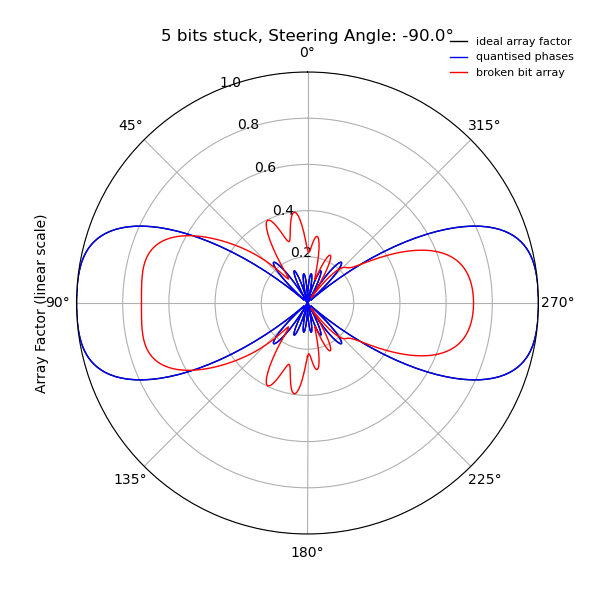 5 bits stuck, Steering Angle: -90.0°
ideal array factor
quantised phases
broken bit array
0°
45°
90°
135°
180°
225°
270°
315°
0.2
0.4
0.6
0.8
1.0
Array Factor (linear scale)